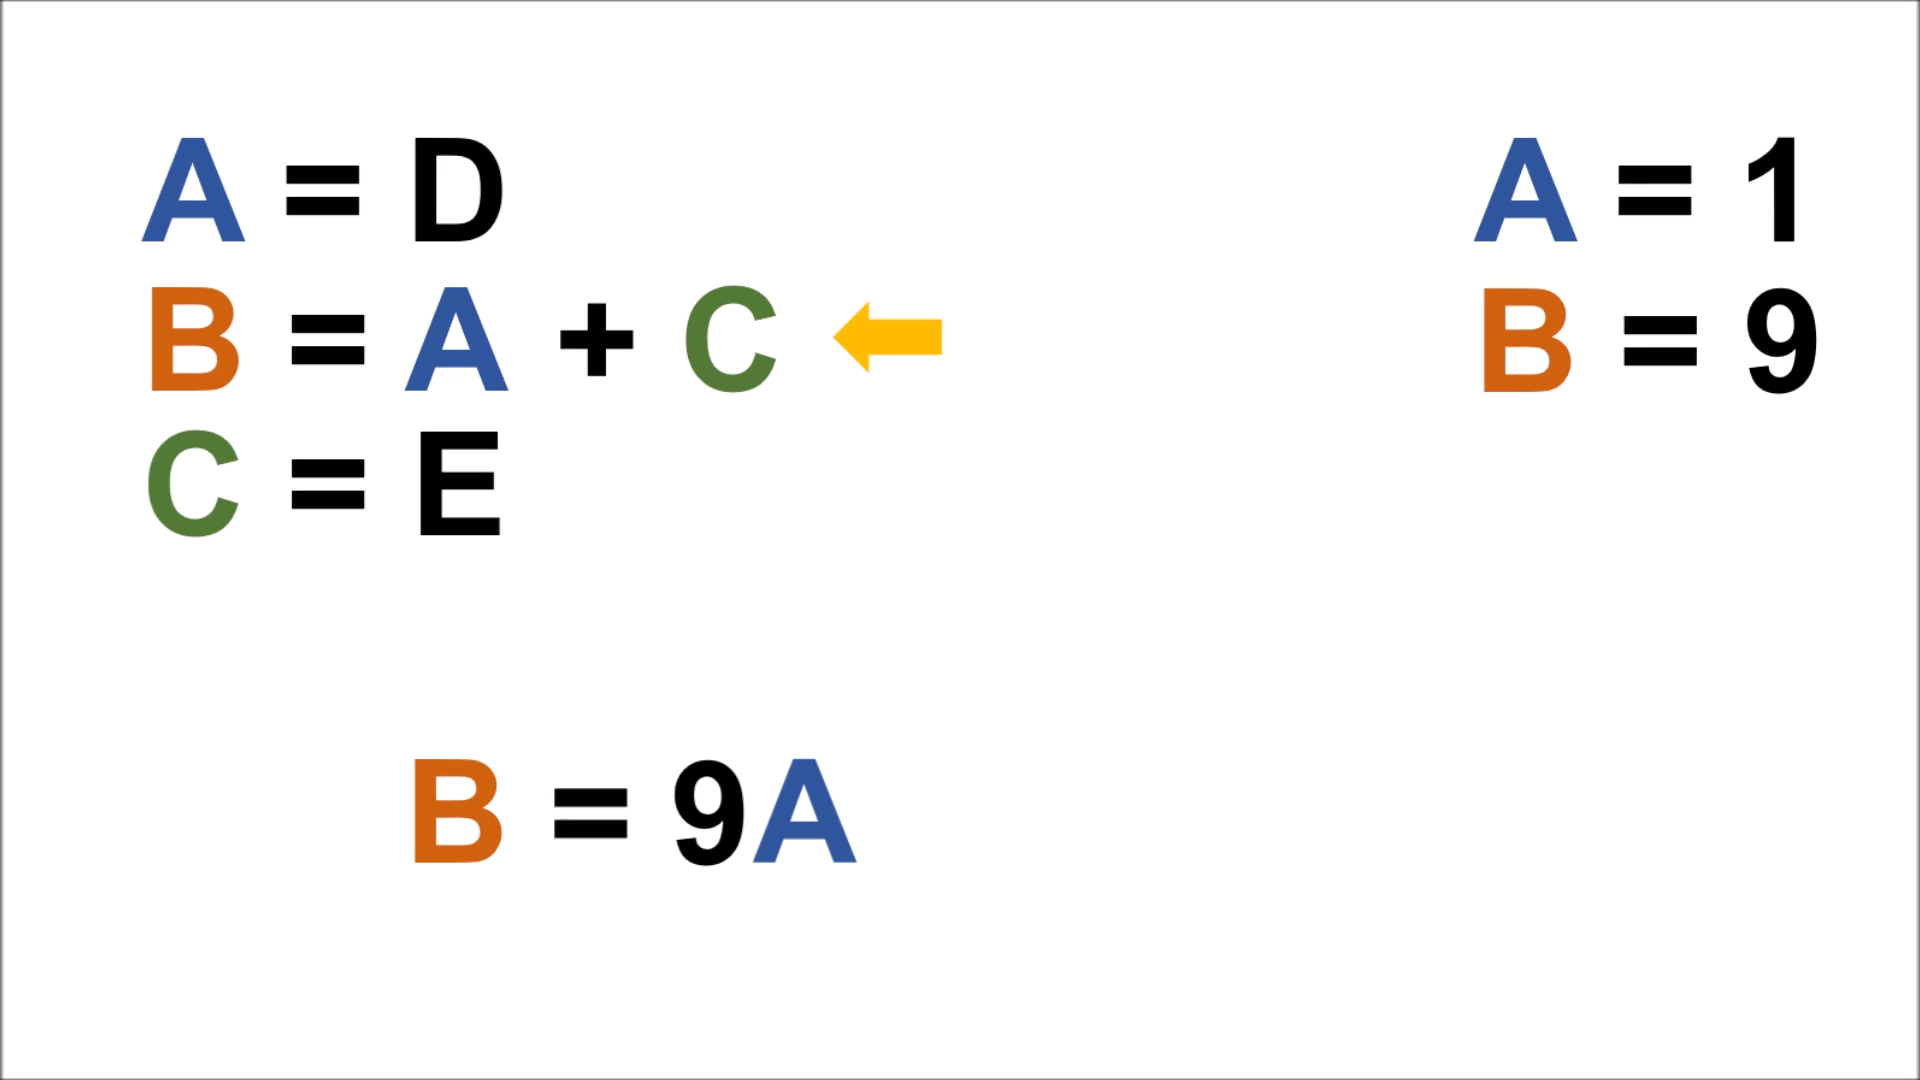 A = D
B = A + C
C = E
A = 1
B = 9
B = 9A